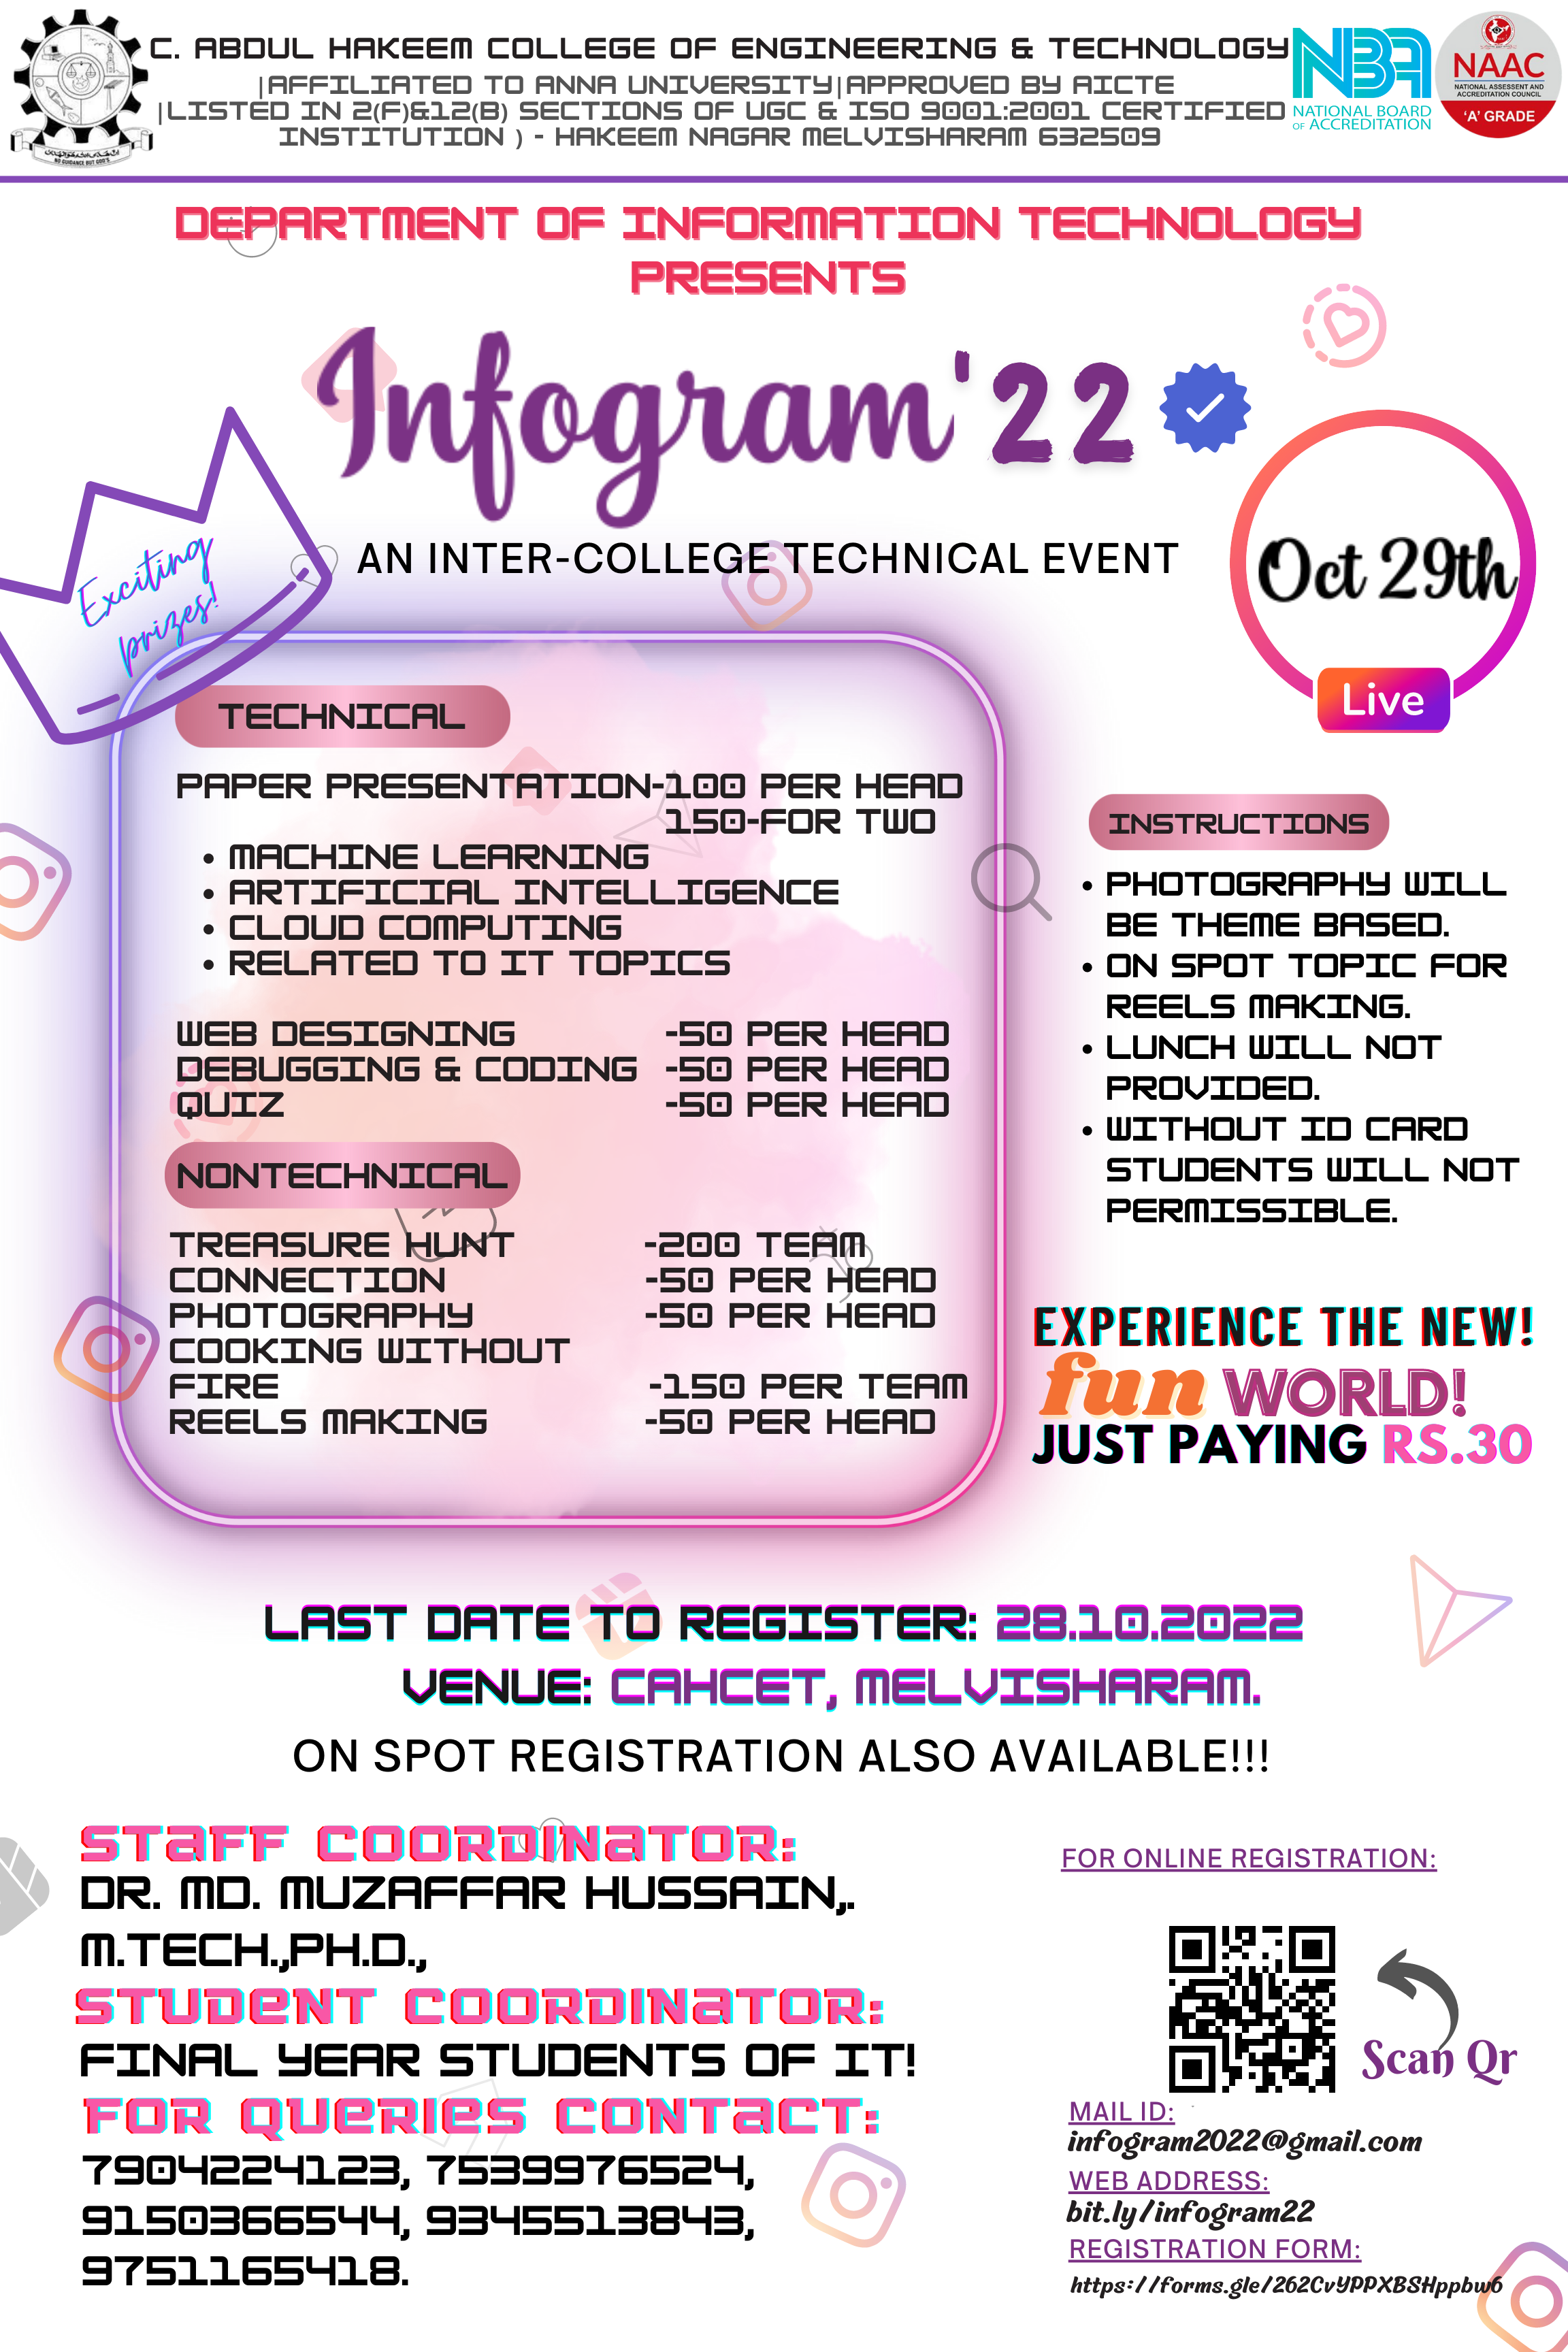 C. ABDUL HAKEEM COLLEGE OF ENGINEERING & TECHNOLOGY
|AFFILIATED TO ANNA UNIVERSITY|APPROVED BY AICTE
|LISTED IN 2(F)&12(B) SECTIONS OF UGC & ISO 9001:2001 CERTIFIED
INSTITUTION ) - HAKEEM NAGAR MELVISHARAM 632509
NO GUIDANCE BUT GOD'S
NBA
NATIONAL BOARD
OF ACCREDITATION
NAAC
NATIONAL ASSESSMENT AND
ACCREDITATION COUNCIL
'A' GRADE
DEPARTMENT OF INFORMATION TECHNOLOGY
PRESENTS
Infogram'22
AN INTER-COLLEGE TECHNICAL EVENT
Exciting
prizes!
Oct 29th
Live
TECHNICAL
PAPER PRESENTATION-100 PER HEAD
150-FOR TWO
• MACHINE LEARNING
• ARTIFICIAL INTELLIGENCE
• CLOUD COMPUTING
• RELATED TO IT TOPICS
WEB DESIGNING -50 PER HEAD
DEBUGGING & CODING -50 PER HEAD
QUIZ -50 PER HEAD
NONTECHNICAL
TREASURE HUNT -200 TEAM
CONNECTION -50 PER HEAD
PHOTOGRAPHY -50 PER HEAD
COOKING WITHOUT
FIRE -150 PER TEAM
REELS MAKING -50 PER HEAD
INSTRUCTIONS
• PHOTOGRAPHY WILL
BE THEME BASED.
• ON SPOT TOPIC FOR
REELS MAKING.
• LUNCH WILL NOT
PROVIDED.
• WITHOUT ID CARD
STUDENTS WILL NOT
PERMISSIBLE.
EXPERIENCE THE NEW!
fun WORLD!
JUST PAYING RS.30
LAST DATE TO REGISTER: 28.10.2022
VENUE: CAHCET, MELVISHARAM.
ON SPOT REGISTRATION ALSO AVAILABLE!!!
STAFF COORDINATOR:
DR. MD. MUZAFFAR HUSSAIN,.
M.TECH.,PH.D.,
STUDENT COORDINATOR:
FINAL YEAR STUDENTS OF IT!
FOR QUERIES CONTACT:
7904224123, 7539976524,
9150366544, 9345513843,
9751165418.
FOR ONLINE REGISTRATION:
Scan Qr
MAIL ID:
infogram2022@gmail.com
WEB ADDRESS:
bit.ly/infogram22
REGISTRATION FORM:
https://forms.gle/262CvYPPXBSHppbw6